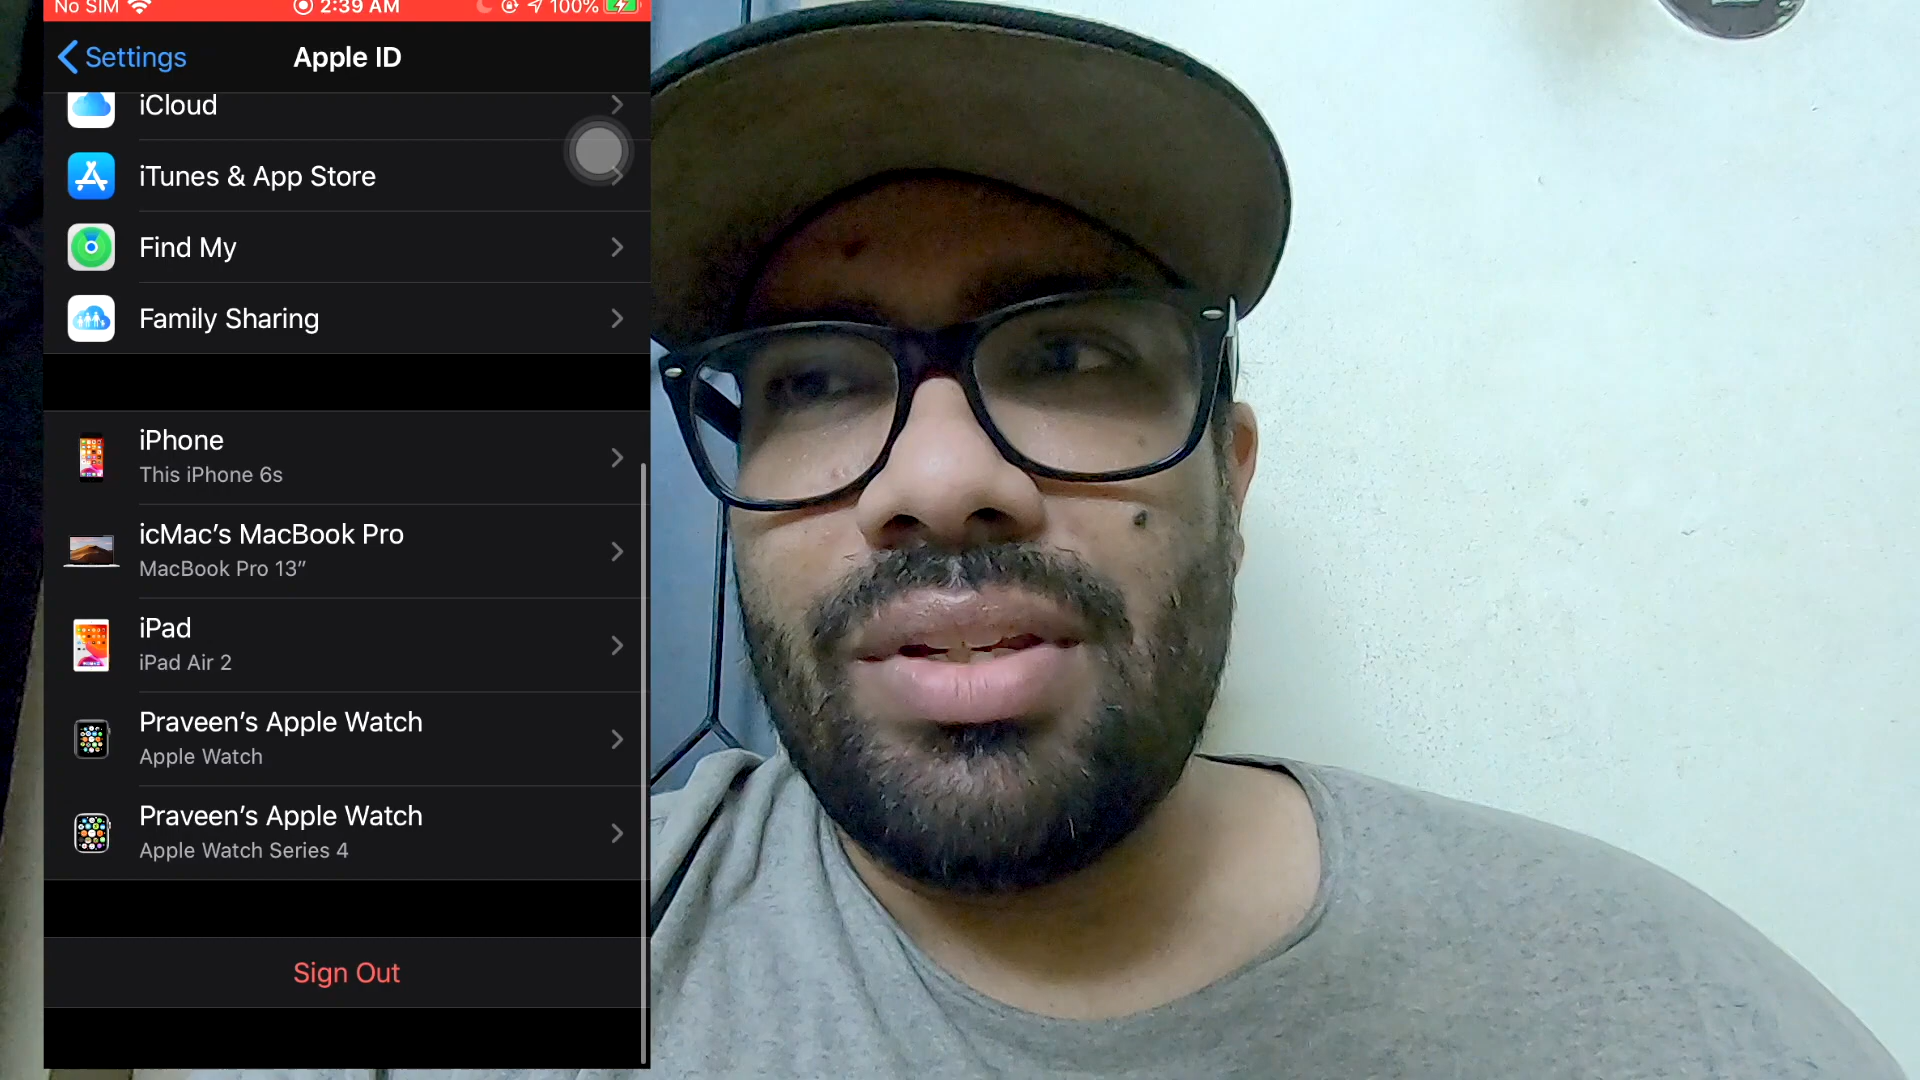 No SIM 2:39 AM 100%
Settings Apple ID
iCloud
iTunes & App Store
Find My
Family Sharing
iPhone
This iPhone 6s
icMac’s MacBook Pro
MacBook Pro 13”
iPad
iPad Air 2
Praveen’s Apple Watch
Apple Watch
Praveen’s Apple Watch
Apple Watch Series 4
Sign Out